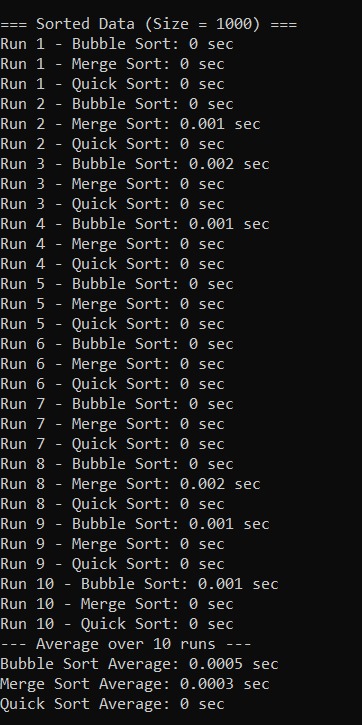 === Sorted Data (Size = 1000) ===
Run 1 - Bubble Sort: 0 sec
Run 1 - Merge Sort: 0 sec
Run 1 - Quick Sort: 0 sec
Run 2 - Bubble Sort: 0 sec
Run 2 - Merge Sort: 0.001 sec
Run 2 - Quick Sort: 0 sec
Run 3 - Bubble Sort: 0.002 sec
Run 3 - Merge Sort: 0 sec
Run 3 - Quick Sort: 0 sec
Run 4 - Bubble Sort: 0.001 sec
Run 4 - Merge Sort: 0 sec
Run 4 - Quick Sort: 0 sec
Run 5 - Bubble Sort: 0 sec
Run 5 - Merge Sort: 0 sec
Run 5 - Quick Sort: 0 sec
Run 6 - Bubble Sort: 0 sec
Run 6 - Merge Sort: 0 sec
Run 6 - Quick Sort: 0 sec
Run 7 - Bubble Sort: 0 sec
Run 7 - Merge Sort: 0 sec
Run 7 - Quick Sort: 0 sec
Run 8 - Bubble Sort: 0 sec
Run 8 - Merge Sort: 0.002 sec
Run 8 - Quick Sort: 0 sec
Run 9 - Bubble Sort: 0.001 sec
Run 9 - Merge Sort: 0 sec
Run 9 - Quick Sort: 0 sec
Run 10 - Bubble Sort: 0.001 sec
Run 10 - Merge Sort: 0 sec
Run 10 - Quick Sort: 0 sec
--- Average over 10 runs ---
Bubble Sort Average: 0.0005 sec
Merge Sort Average: 0.0003 sec
Quick Sort Average: 0 sec